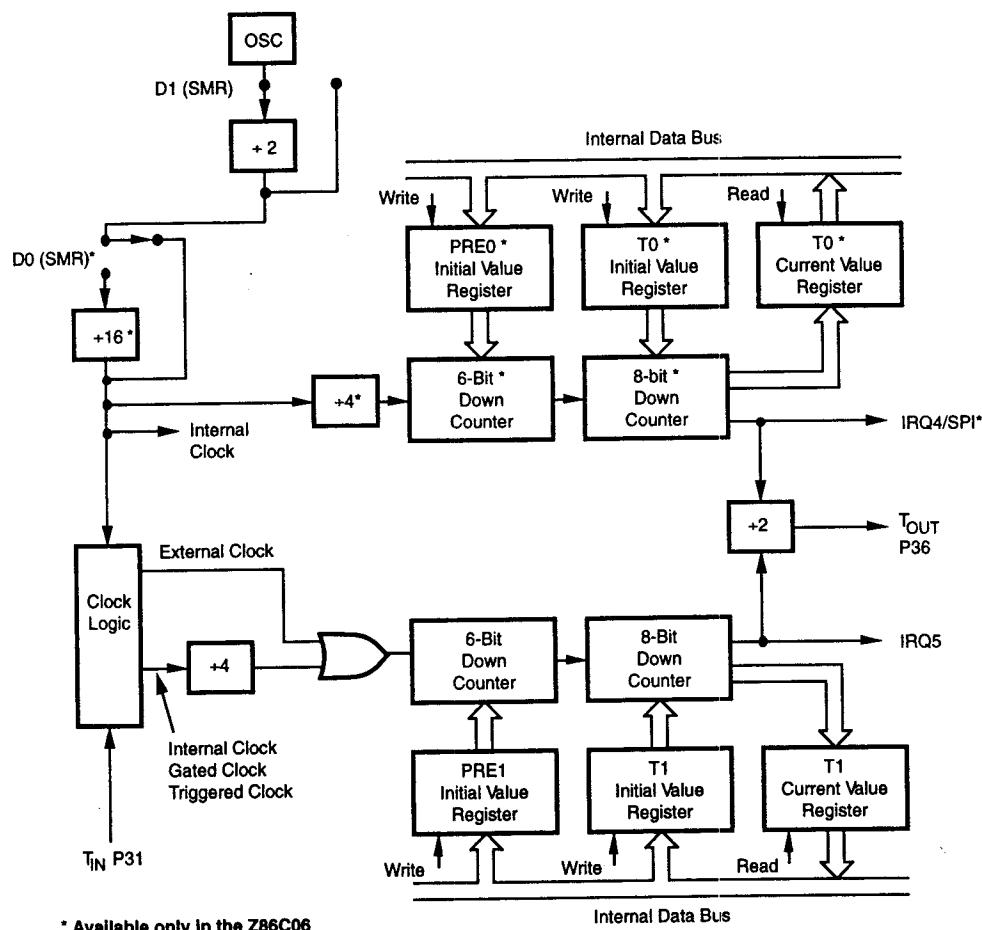 OSC
D1 (SMR)
÷ 2
Internal Data Bus
Write
Write
Read
D0 (SMR)*
PRE0 *
Initial Value
Register
T0 *
Initial Value
Register
T0 *
Current Value
Register
÷16 *
÷4*
6-Bit *
Down
Counter
8-bit *
Down
Counter
IRQ4/SPI*
Internal
Clock
÷2
TOUT
P36
External Clock
Clock
Logic
÷4
6-Bit
Down
Counter
8-Bit
Down
Counter
IRQ5
Internal Clock
Gated Clock
Triggered Clock
PRE1
Initial Value
Register
T1
Initial Value
Register
T1
Current Value
Register
TIN P31
Write
Write
Read
Internal Data Bus
* Available only in the Z86C06